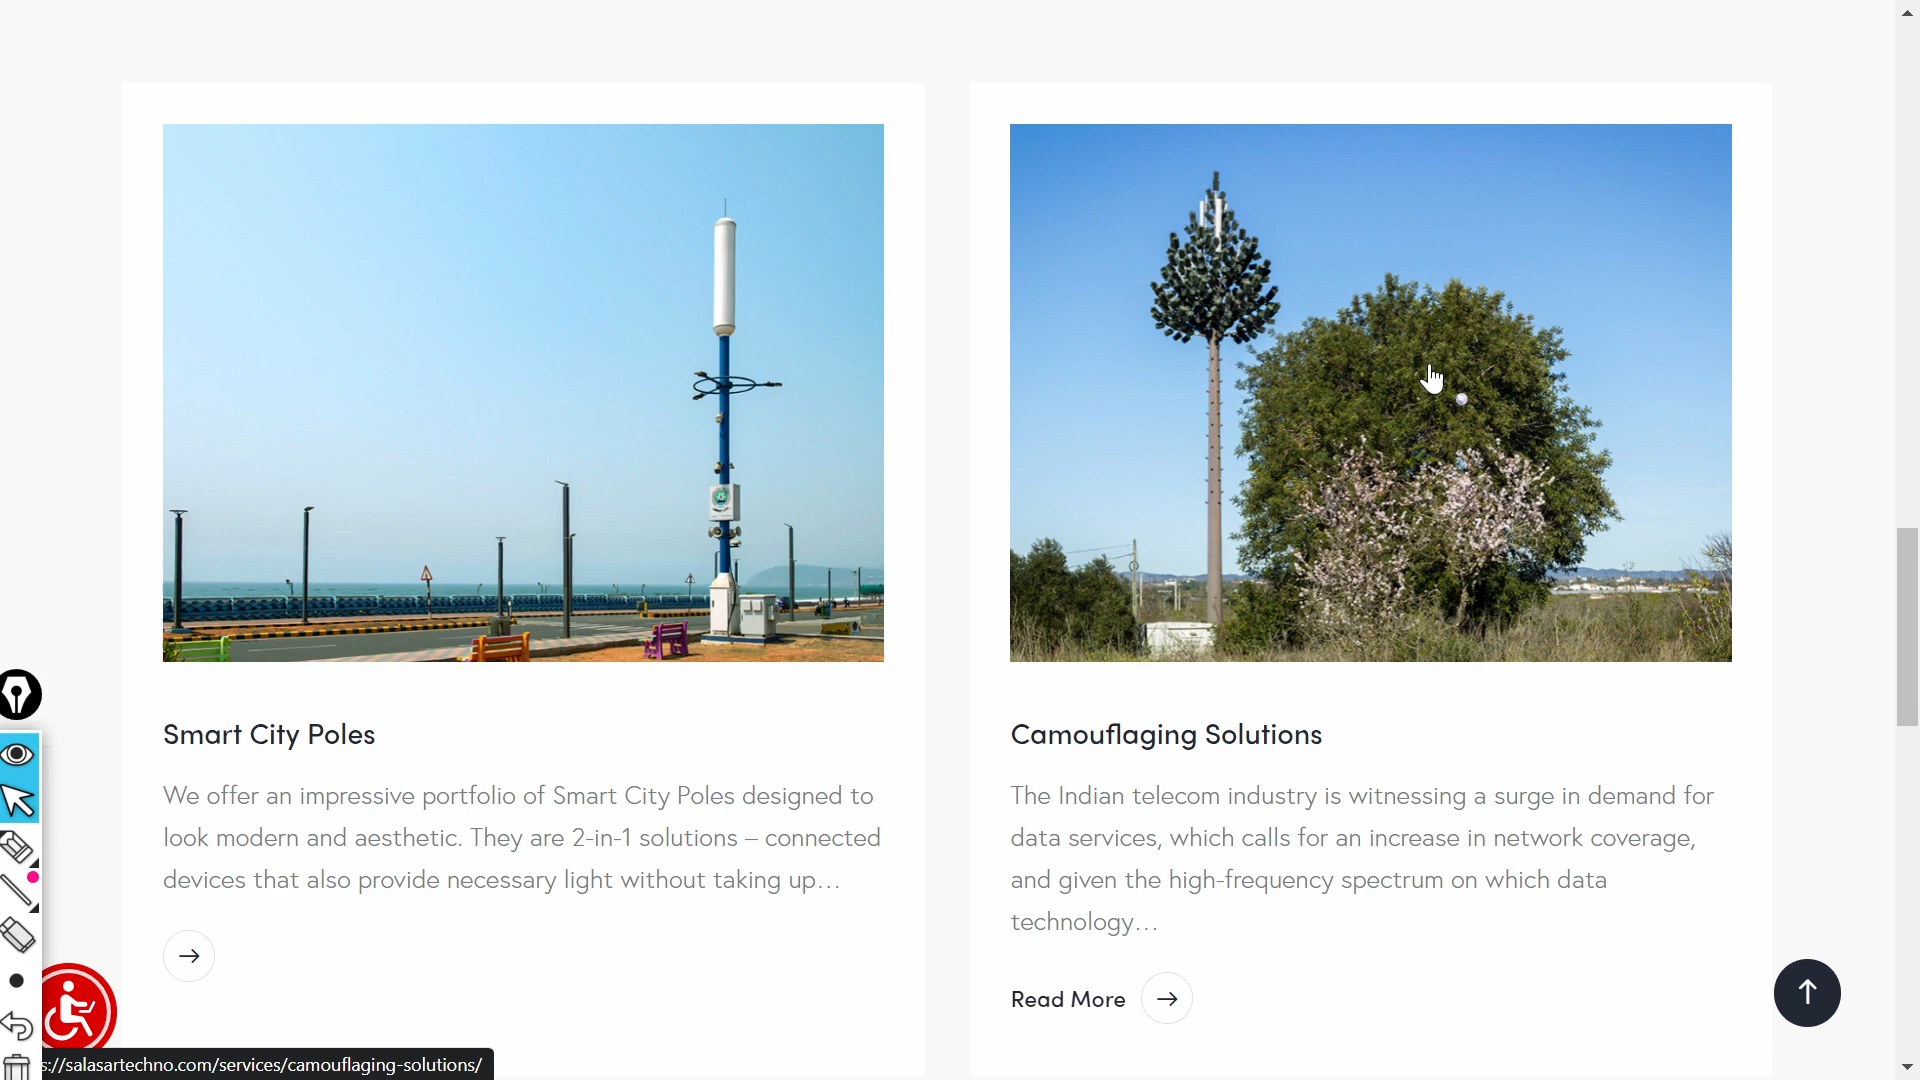 Smart City Poles
We offer an impressive portfolio of Smart City Poles designed to
look modern and aesthetic. They are 2-in-1 solutions – connected
devices that also provide necessary light without taking up...
Camouflaging Solutions
The Indian telecom industry is witnessing a surge in demand for
data services, which calls for an increase in network coverage,
and given the high-frequency spectrum on which data
technology...
Read More
s://salasartechno.com/services/camouflaging-solutions/